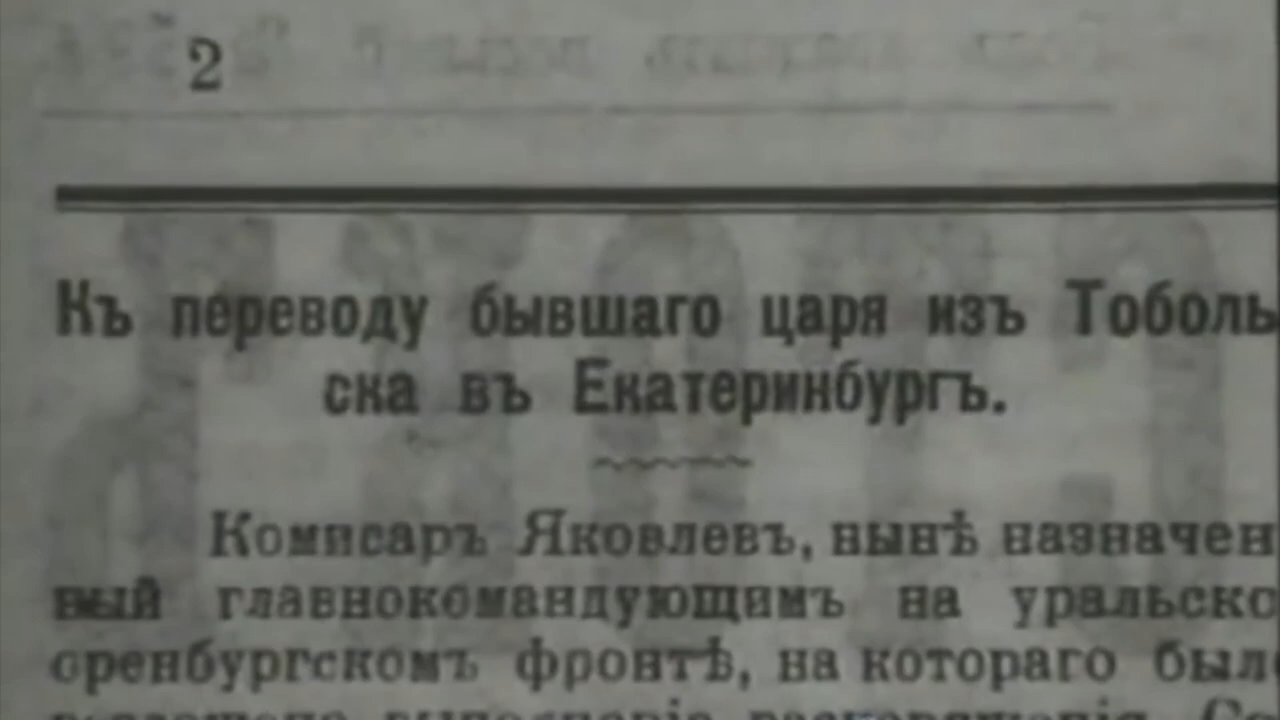 2
Къ переводу бывшаго царя изъ Тоболь
ска въ Екатеринбургъ.
Комисаръ Яковлевъ, нынѣ назначен
ный главнокомандующимъ на уральско
оренбургскомъ фронтѣ, на котораго был